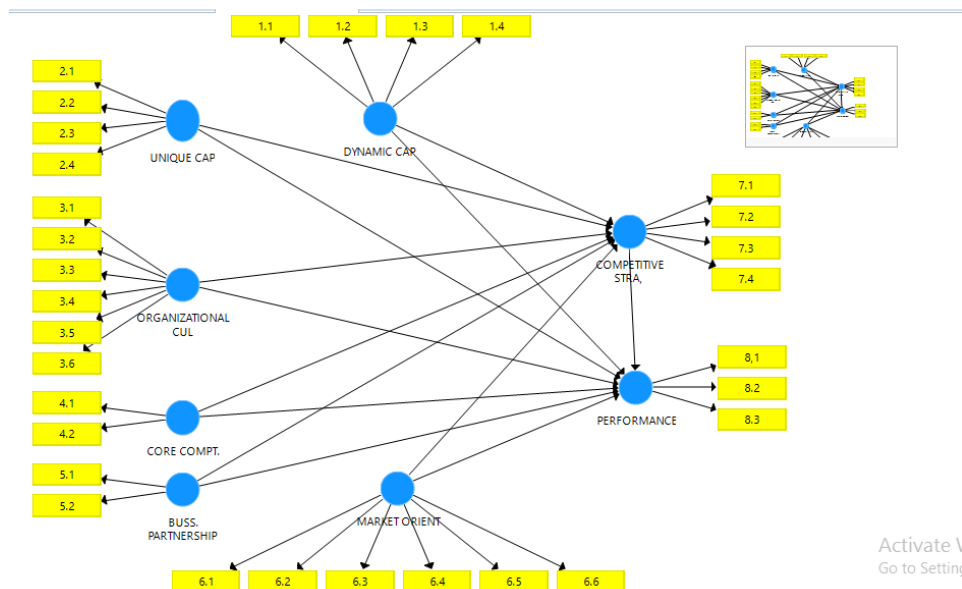 1.1
1.2
1.3
1.4
2.1
2.2
2.3
2.4
UNIQUE CAP
DYNAMIC CAP
3.1
3.2
3.3
3.4
3.5
3.6
ORGANIZATIONAL
CUL
7.1
7.2
7.3
7.4
COMPETITIVE
STRA,
4.1
4.2
CORE COMPT.
8,1
8.2
8.3
PERFORMANCE
5.1
5.2
BUSS.
PARTNERSHIP
MARKET ORIENT
6.1
6.2
6.3
6.4
6.5
6.6
Activate
Go to Setting